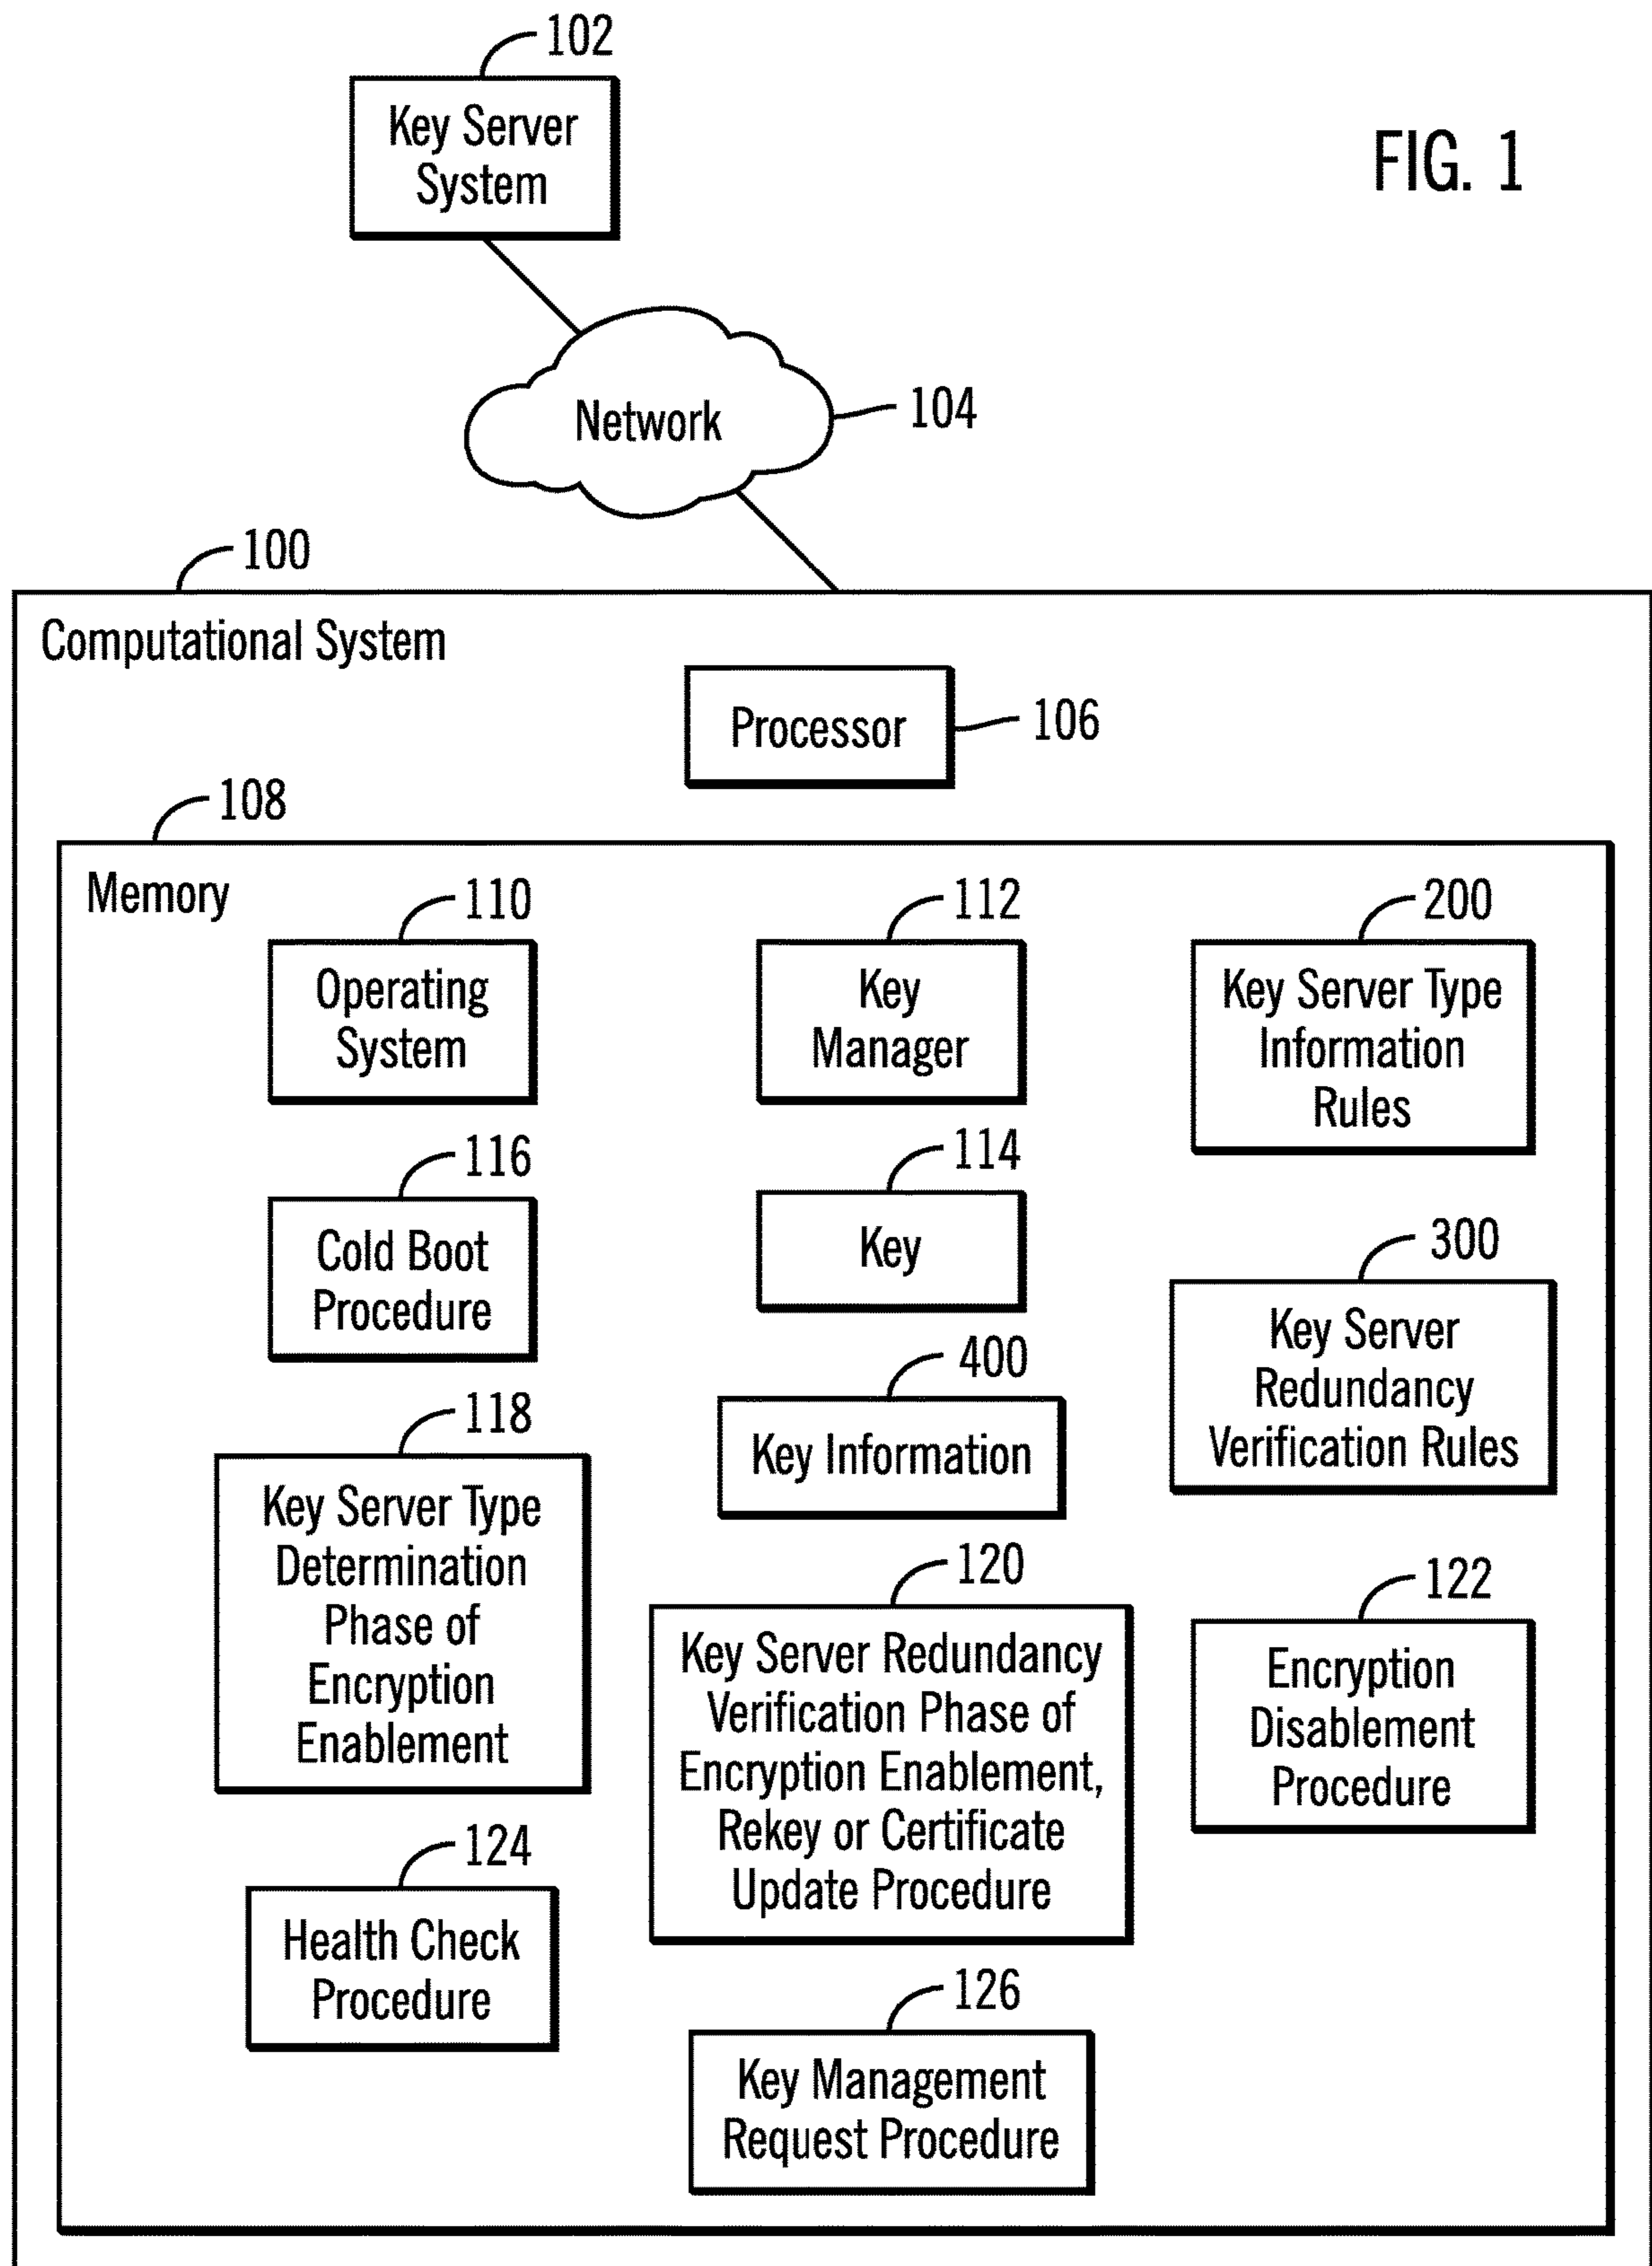 102
Key Server
System
FIG. 1
Network
104
100
Computational System
Processor
106
108
Memory
110
Operating
System
112
Key
Manager
200
Key Server Type
Information
Rules
116
Cold Boot
Procedure
114
Key
300
Key Server
Redundancy
Verification Rules
400
Key Information
118
Key Server Type
Determination
Phase of
Encryption
Enablement
120
Key Server Redundancy
Verification Phase of
Encryption Enablement,
Rekey or Certificate
Update Procedure
122
Encryption
Disablement
Procedure
124
Health Check
Procedure
126
Key Management
Request Procedure